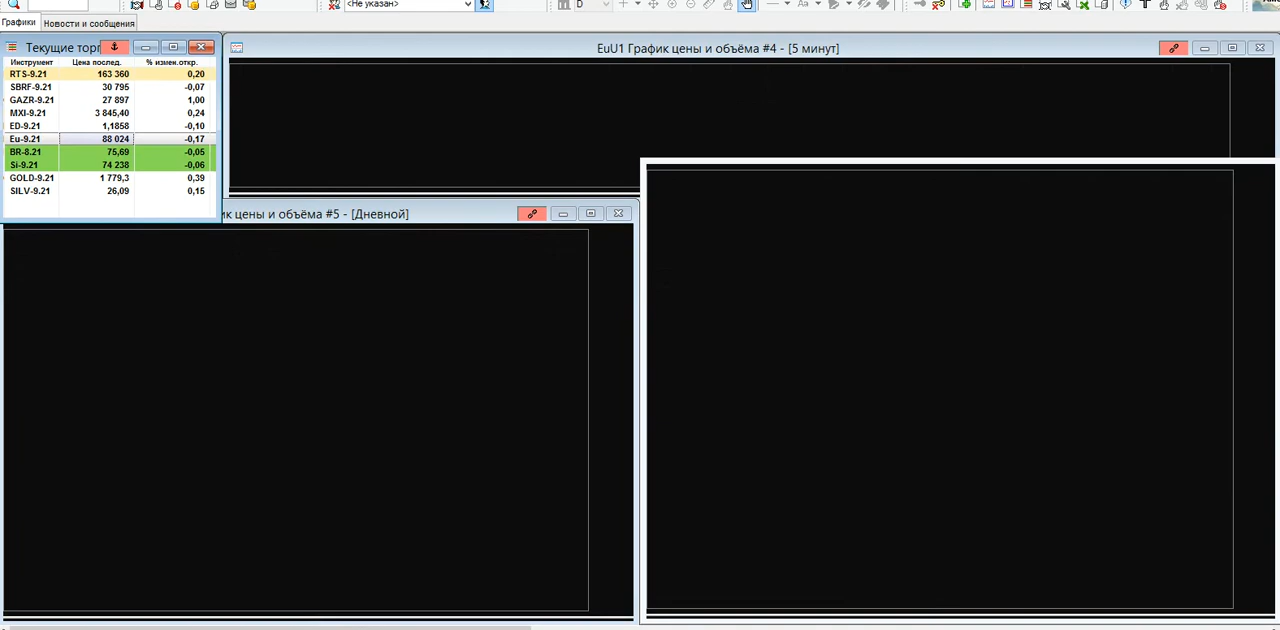 <Не указан>
D
Aa
T
Графики
Новости и сообщения
Текущие торг
EuU1 График цены и объёма #4 - [5 минут]
Инструмент Цена послед. % измен.откр.
RTS-9.21 163 360 0,20
SBRF-9.21 30 795 -0,07
GAZR-9.21 27 897 1,00
MXI-9.21 3 845,40 0,24
ED-9.21 1,1858 -0,10
Eu-9.21 88 024 -0,17
BR-8.21 75,69 -0,05
Si-9.21 74 238 -0,06
GOLD-9.21 1 779,3 0,39
SILV-9.21 26,09 0,15
ик цены и объёма #5 - [Дневной]